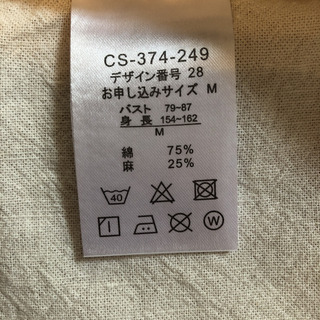 CS-374-249
デザイン番号 28
お申し込みサイズ M
バスト 79~87
身長 154~162
M
綿 75%
麻 25%
40
W